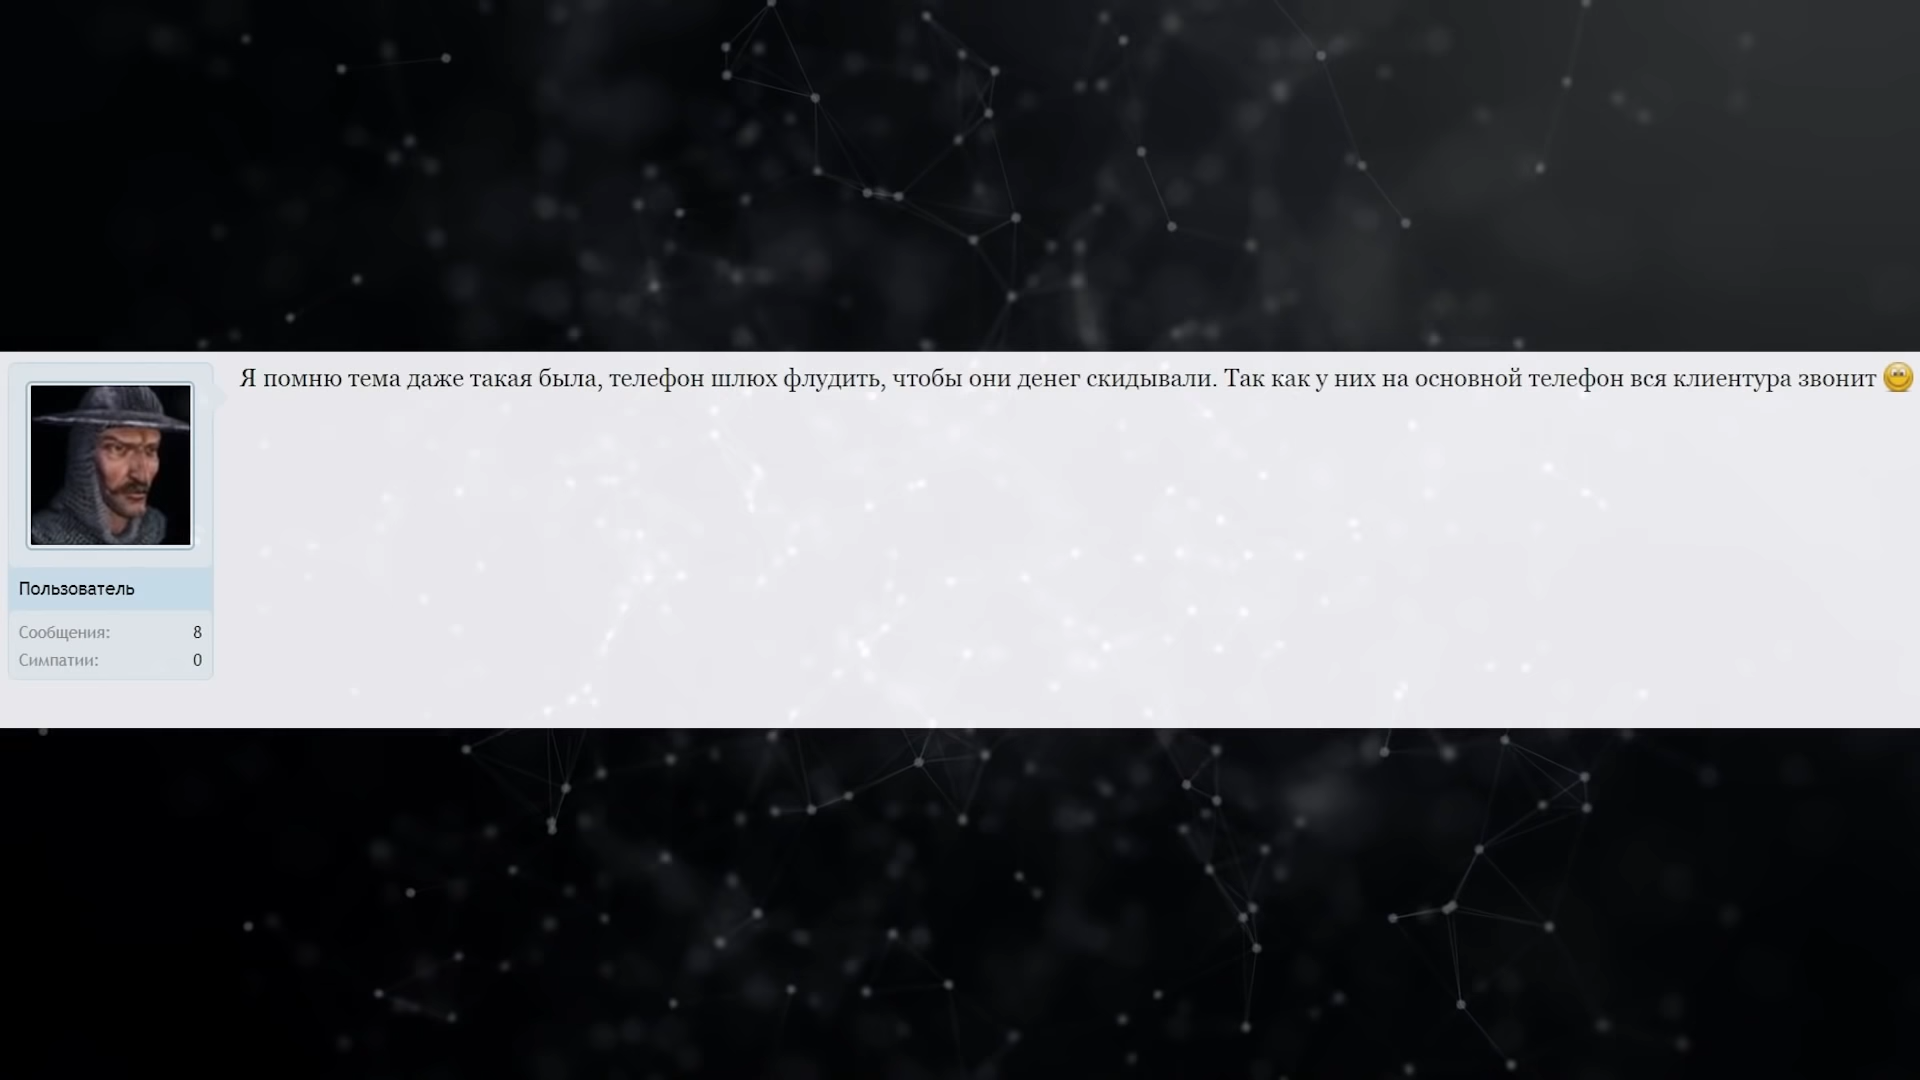 Я помню тема даже такая была, телефон шлюх флудить, чтобы они денег скидывали. Так как у них на основной телефон вся клиентура звонит
Пользователь
Сообщения: 8
Симпатии: 0